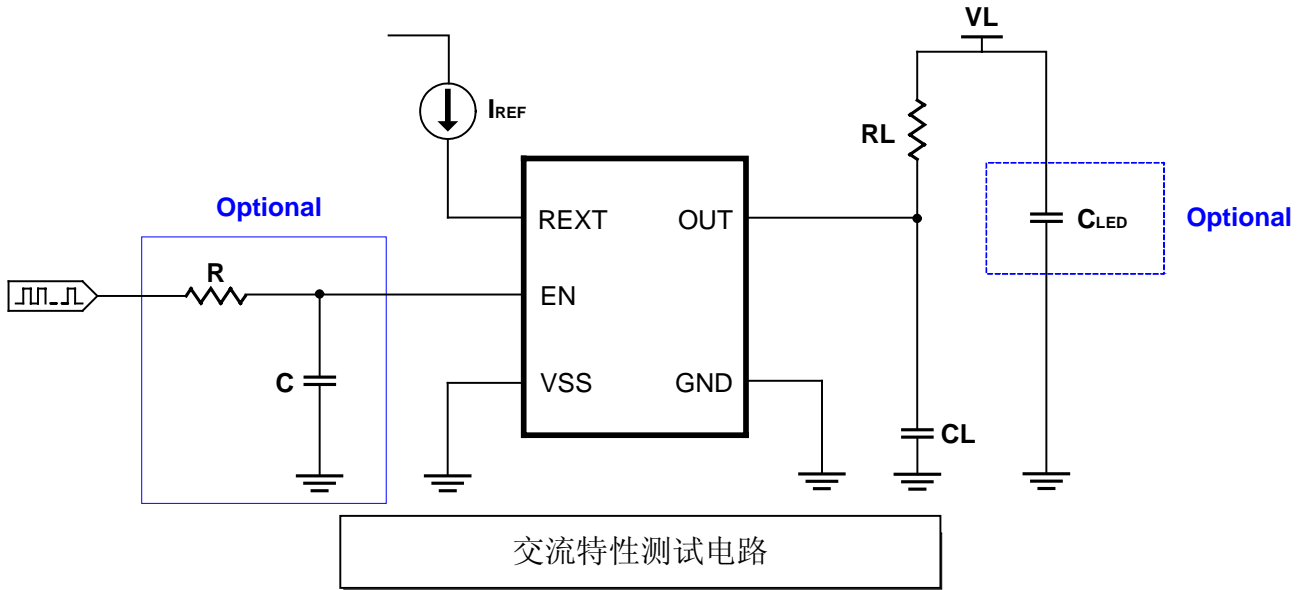 VL
IREF
RL
Optional
REXT
OUT
CLED
Optional
R
EN
C
VSS
GND
CL
交流特性测试电路